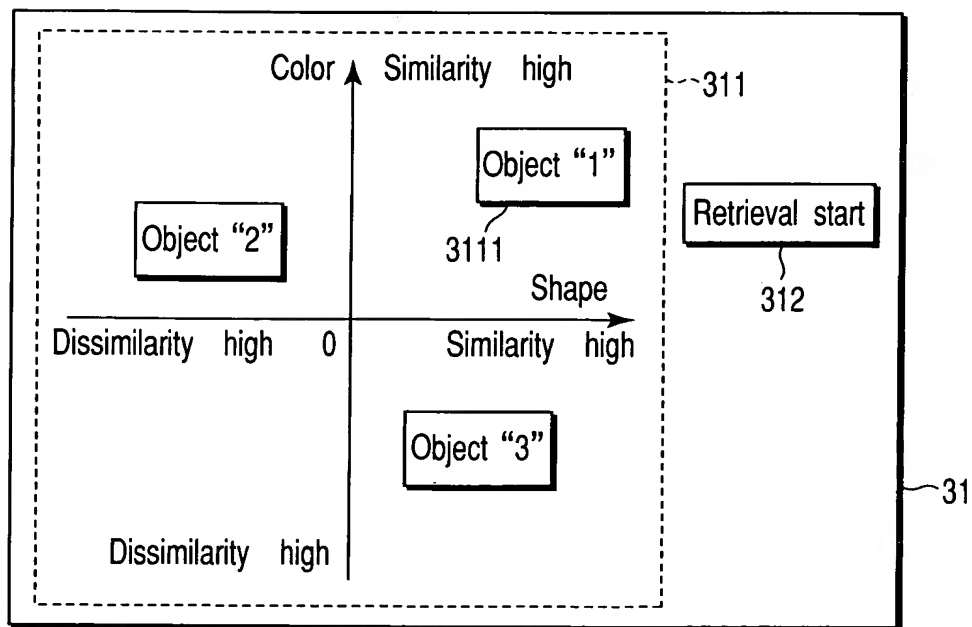 Color Similarity high
311
Object “1”
Retrieval start
Object “2”
3111
312
Shape
Dissimilarity high 0 Similarity high
Object “3”
31
Dissimilarity high